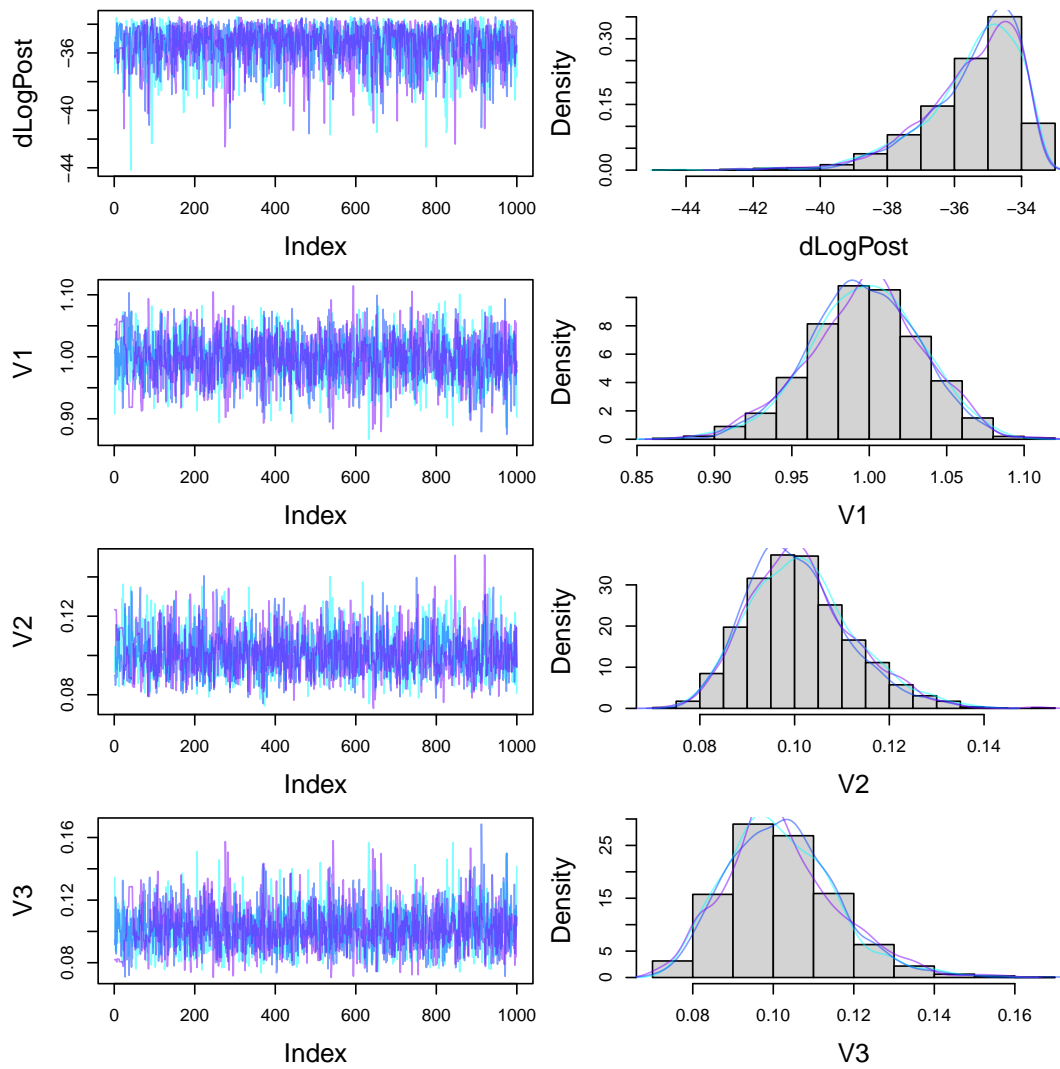 dLogPost
−44 −40 −36
0 200 400 600 800 1000
Index
Density
0.00 0.15 0.30
−44 −42 −40 −38 −36 −34
dLogPost
V1
0.90 1.00 1.10
0 200 400 600 800 1000
Index
Density
0 2 4 6 8
0.85 0.90 0.95 1.00 1.05 1.10
V1
V2
0.08 0.12
0 200 400 600 800 1000
Index
Density
0 10 20 30
0.08 0.10 0.12 0.14
V2
V3
0.08 0.12 0.16
0 200 400 600 800 1000
Index
Density
0 5 15 25
0.08 0.10 0.12 0.14 0.16
V3